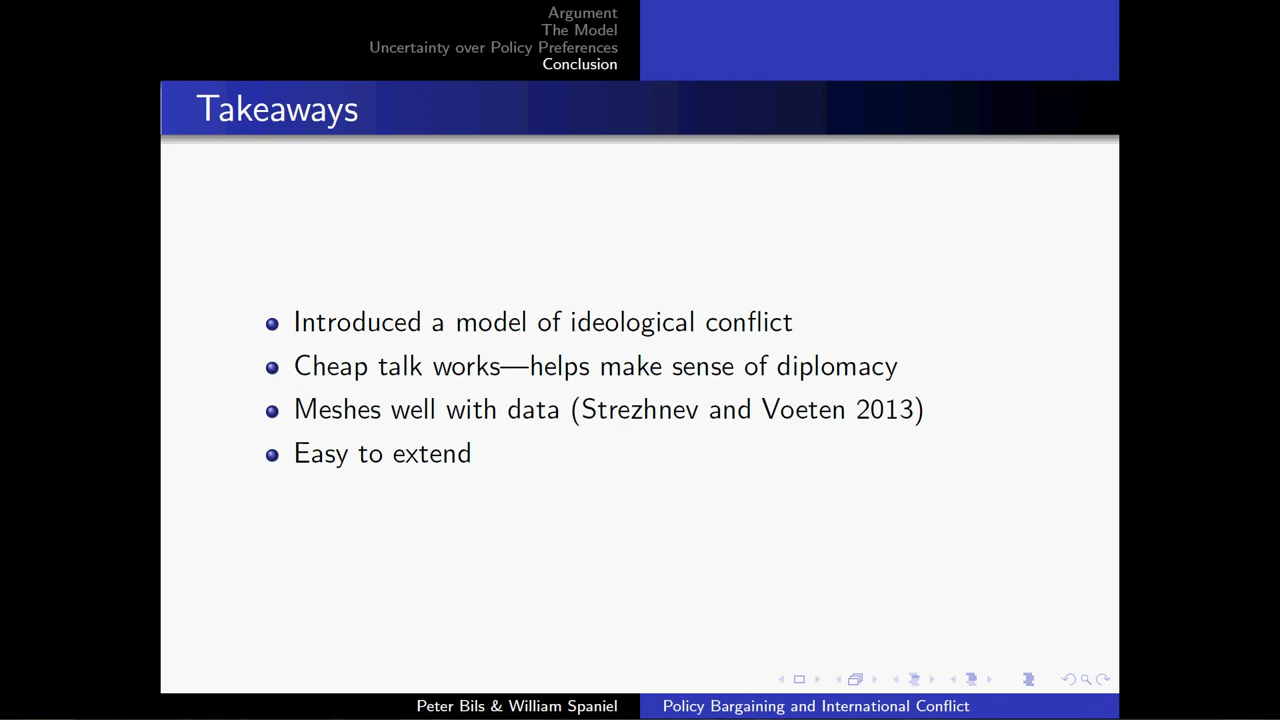 Argument
The Model
Uncertainty over Policy Preferences
Conclusion
Takeaways
Introduced a model of ideological conflict
Cheap talk works—helps make sense of diplomacy
Meshes well with data (Strezhnev and Voeten 2013)
Easy to extend
Peter Bils & William Spaniel
Policy Bargaining and International Conflict